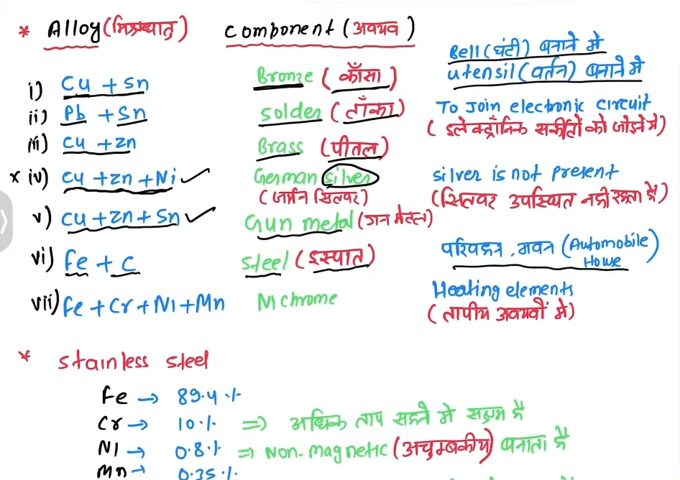 * Alloy (मिश्रधातु) Component (अवयव)
Bell (घंटी) बनाने मे
utensil (वर्तन) बनाने मे
i) Cu + Sn Bronze (काँसा)
ii) Pb + Sn solder (टाँका) To Join electronic circuit
(इलेक्ट्रॉनिक सर्कीटों को जोड़ने मे)
iii) Cu + Zn Brass (पीतल)
x iv) Cu + Zn + Ni ✓ German silver silver is not present
(जर्मन सिलवर) (सिलवर उपस्थित नही रहता है)
v) Cu + Zn + Sn ✓ Gun metal (गन मेटल)
vi) Fe + C steel (इस्पात) परिवहन, भवन (Automobile
Howe)
vii) Fe + Cr + Ni + Mn Nichrome Heating elements
(तापीय अवयवों मे)
* stainless steel
Fe → 89.4 %
Cr → 10 % ⇒ अधिक ताप सहने मे सक्षम है
Ni → 0.8 % ⇒ Non-magnetic (अचुम्बकीय) बनाता है
Mn → 0.35 %